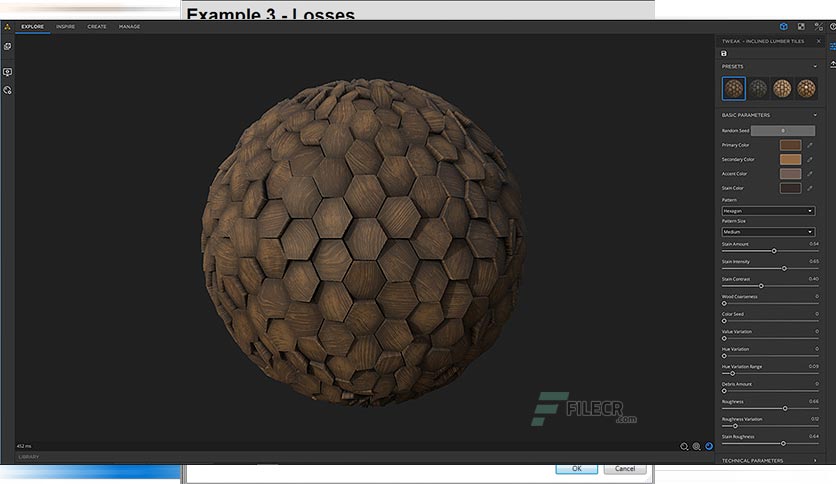 Example 3 - Losses
EXPLORE INSPIRE CREATE MANAGE
TWEAK - INCLINED LUMBER TILES
PRESETS
BASIC PARAMETERS
Random Seed 0
Primary Color
Secondary Color
Accent Color
Stain Color
Pattern
Hexagon
Pattern Size
Medium
Stain Amount 0.54
Stain Intensity 0.65
Stain Contrast 0.40
Wood Coarseness 0
Color Seed 0
Value Variation 0
Hue Variation 0
Hue Variation Range 0.09
Debris Amount 0
Roughness 0.66
Roughness Variation 0.12
Stain Roughness 0.64
TECHNICAL PARAMETERS
FILECR
.com
452 ms
LIBRARY
OK Cancel